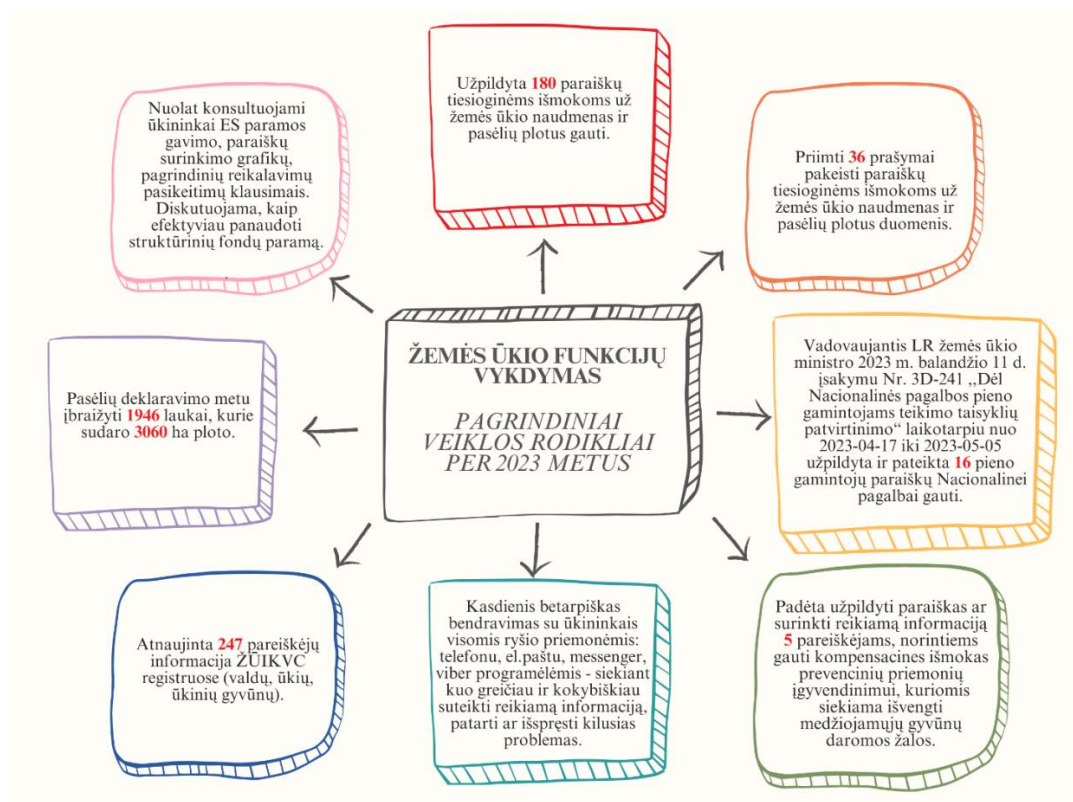 Užpildyta 180 paraiškų
tiesioginėms išmokoms už
žemės ūkio naudmenas ir
pasėlių plotus gauti.
Nuolat konsultuojami
ūkininkai ES paramos
gavimo, paraiškų
surinkimo grafikų,
pagrindinių reikalavimų
pasikeitimų klausimais.
Diskutuojama, kaip
efektyviau panaudoti
struktūrinių fondų paramą.
Priimti 36 prašymai
pakeisti paraiškų
tiesioginėms išmokoms už
žemės ūkio naudmenas ir
pasėlių plotus duomenis.
ŽEMĖS ŪKIO FUNKCIJŲ
VYKDYMAS
PAGRINDINIAI
VEIKLOS RODIKLIAI
PER 2023 METUS
Pasėlių deklaravimo metu
įbraižyti 1946 laukai, kurie
sudaro 3060 ha ploto.
Vadovaujantis LR žemės ūkio
ministro 2023 m. balandžio 11 d.
įsakymu Nr. 3D-241 ,,Dėl
Nacionalinės pagalbos pieno
gamintojams teikimo taisyklių
patvirtinimo“ laikotarpiu nuo
2023-04-17 iki 2023-05-05
užpildyta ir pateikta 16 pieno
gamintojų paraiškų Nacionalinei
pagalbai gauti.
Atnaujinta 247 pareiškėjų
informacija ŽŪIKVC
registruose (valdų, ūkių,
ūkinių gyvūnų).
Kasdienis betarpiškas
bendravimas su ūkininkais
visomis ryšio priemonėmis:
telefonu, el.paštu, messenger,
viber programėlėmis - siekiant
kuo greičiau ir kokybiškiau
suteikti reikiamą informaciją,
patarti ar išspręsti kilusias
problemas.
Padėta užpildyti paraiškas ar
surinkti reikiamą informaciją
5 pareiškėjams, norintiems
gauti kompensacines išmokas
prevencinių priemonių
įgyvendinimui, kuriomis
siekiama išvengti
medžiojamųjų gyvūnų
daromos žalos.